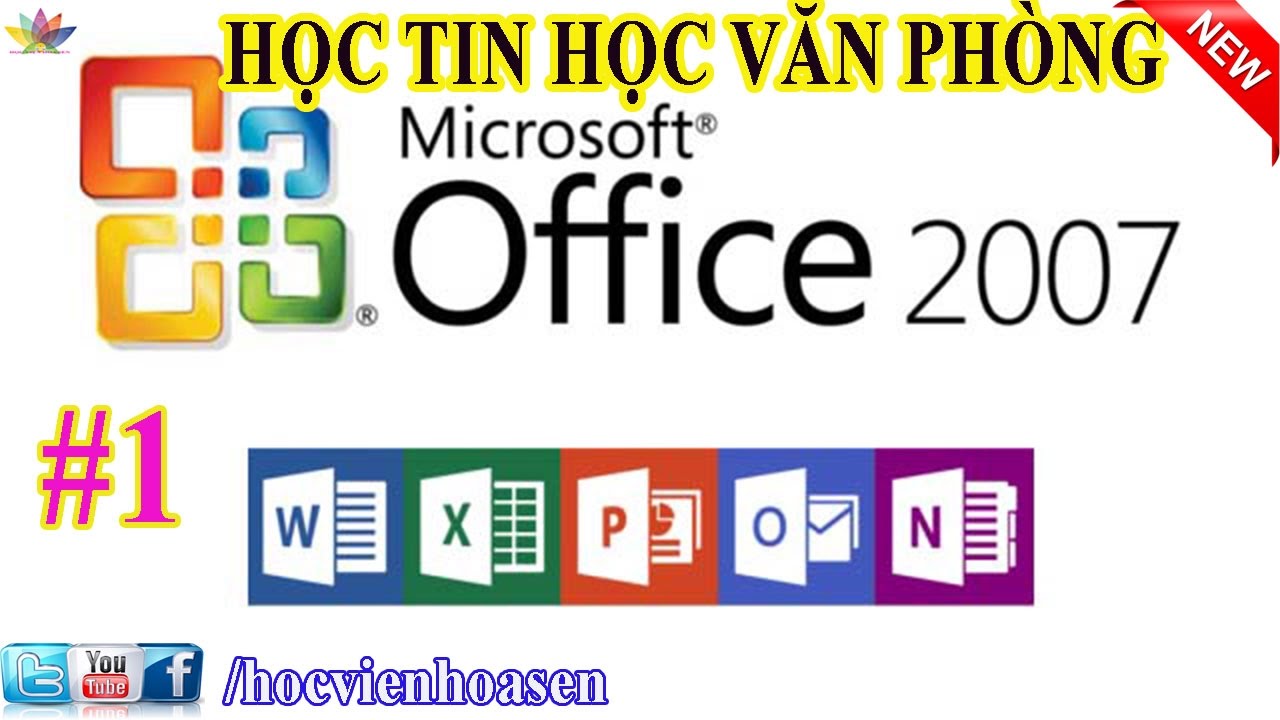 HỌC TIN HỌC VĂN PHÒNG
NEW
Microsoft®
Office 2007
®
#1
W X P O N
You
Tube
f
/hocvienhoasen